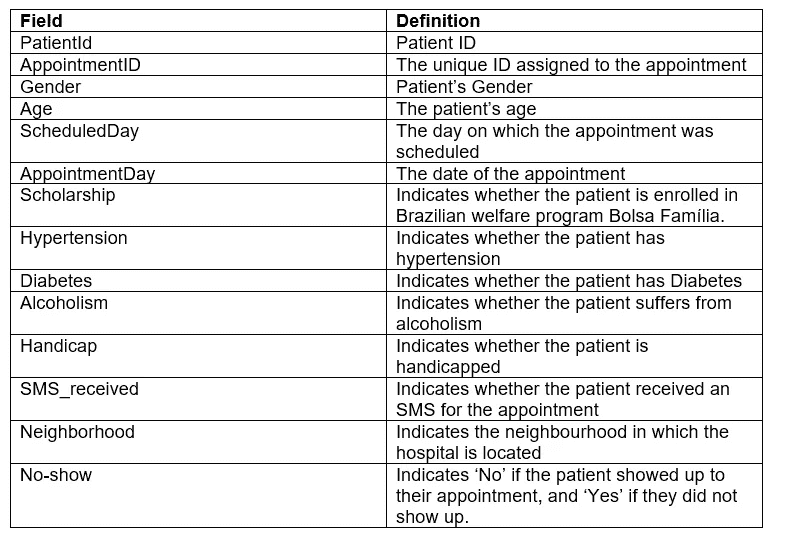 Field Definition
PatientId Patient ID
AppointmentID The unique ID assigned to the appointment
Gender Patient’s Gender
Age The patient’s age
ScheduledDay The day on which the appointment was
scheduled
AppointmentDay The date of the appointment
Scholarship Indicates whether the patient is enrolled in
Brazilian welfare program Bolsa Família.
Hypertension Indicates whether the patient has
hypertension
Diabetes Indicates whether the patient has Diabetes
Alcoholism Indicates whether the patient suffers from
alcoholism
Handicap Indicates whether the patient is
handicapped
SMS_received Indicates whether the patient received an
SMS for the appointment
Neighborhood Indicates the neighbourhood in which the
hospital is located
No-show Indicates ‘No’ if the patient showed up to
their appointment, and ‘Yes’ if they did not
show up.